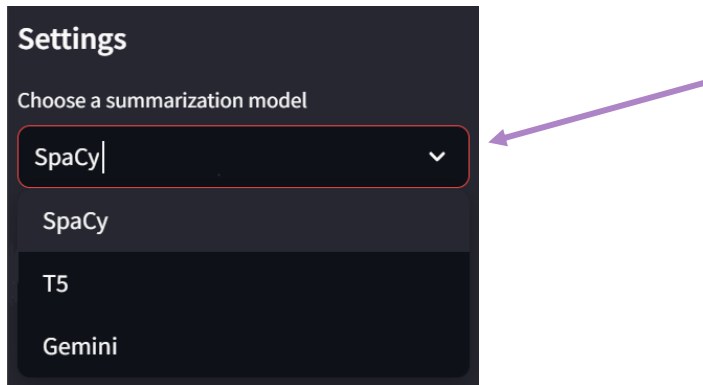 Settings
Choose a summarization model
SpaCy
SpaCy
T5
Gemini